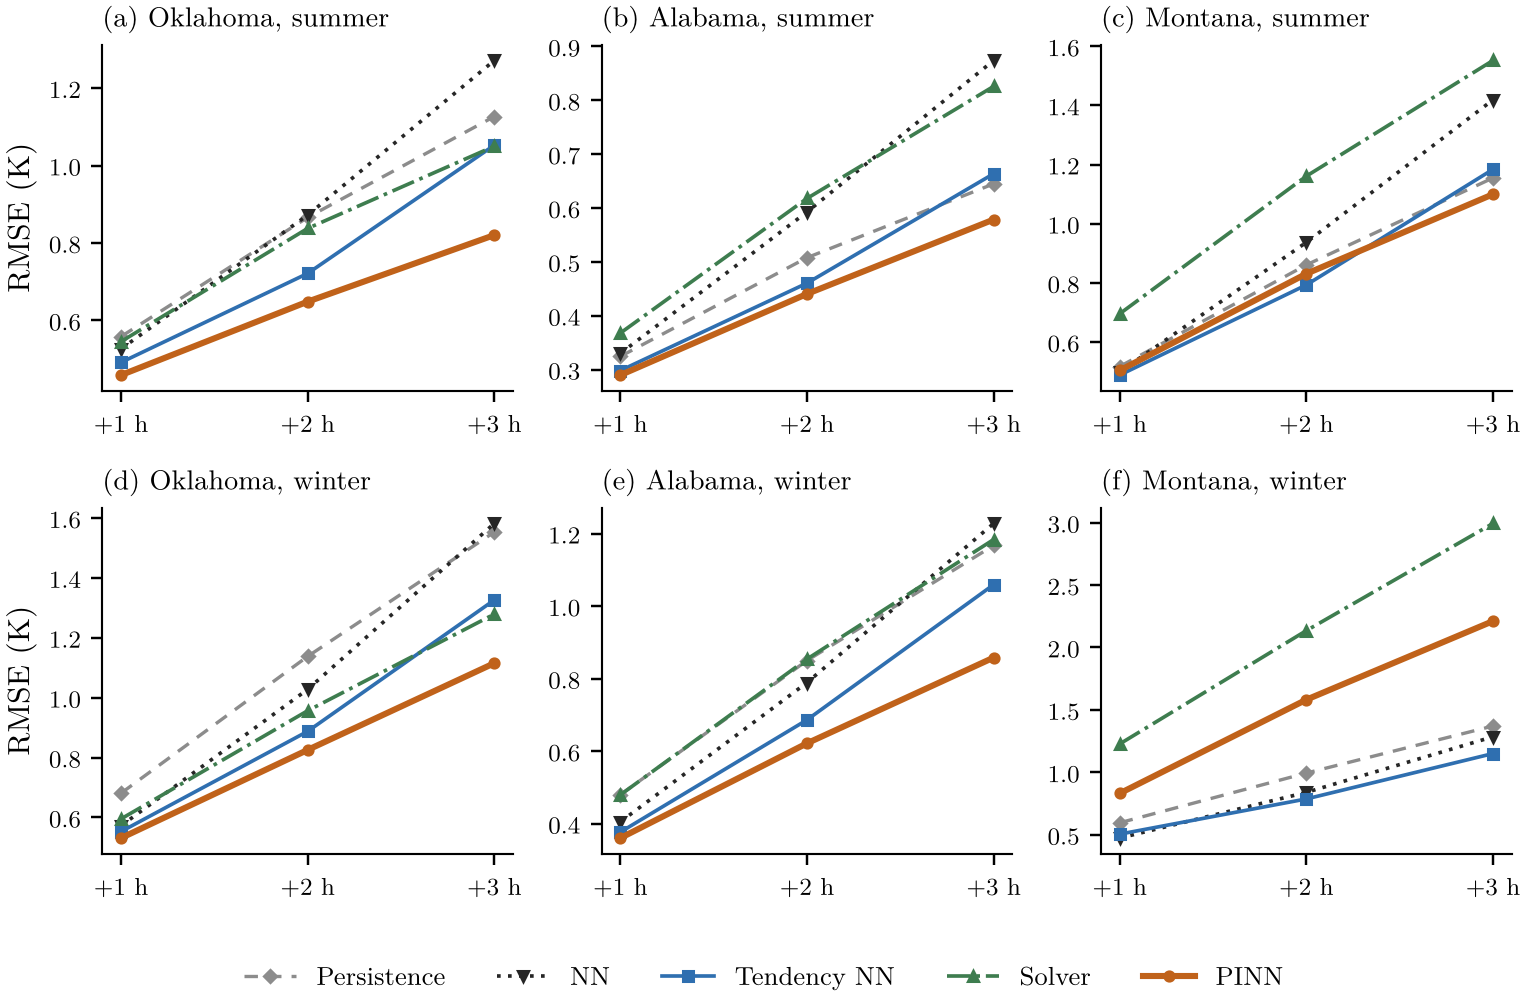 (a) Oklahoma, summer
RMSE (K)
1.2
1.0
0.8
0.6
+1 h
+2 h
+3 h
(b) Alabama, summer
0.9
0.8
0.7
0.6
0.5
0.4
0.3
+1 h
+2 h
+3 h
(c) Montana, summer
1.6
1.4
1.2
1.0
0.8
0.6
+1 h
+2 h
+3 h
(d) Oklahoma, winter
RMSE (K)
1.6
1.4
1.2
1.0
0.8
0.6
+1 h
+2 h
+3 h
(e) Alabama, winter
1.2
1.0
0.8
0.6
0.4
+1 h
+2 h
+3 h
(f) Montana, winter
3.0
2.5
2.0
1.5
1.0
0.5
+1 h
+2 h
+3 h
Persistence
NN
Tendency NN
Solver
PINN